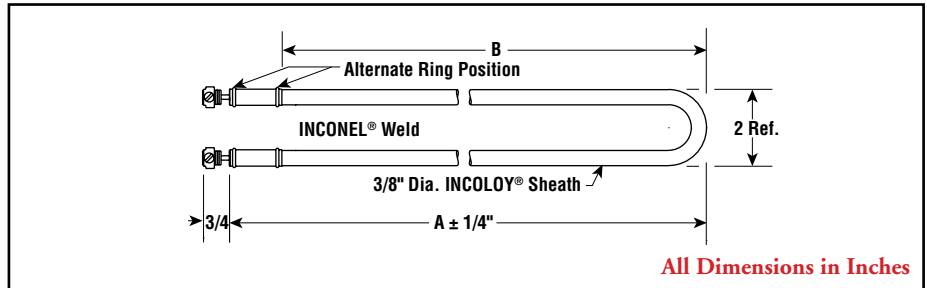 B
Alternate Ring Position
INCONEL® Weld
2 Ref.
3/8" Dia. INCOLOY® Sheath
3/4
A ± 1/4"
All Dimensions in Inches